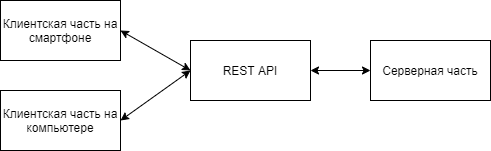 Клиентская часть на
смартфоне
REST API
Серверная часть
Клиентская часть на
компьютере